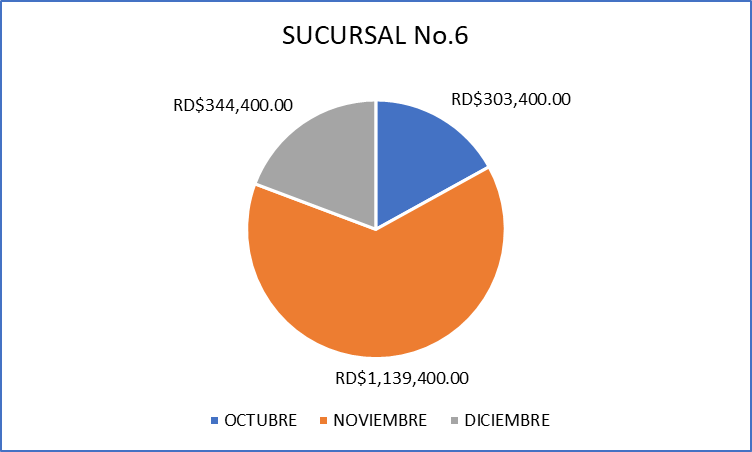 SUCURSAL No.6
RD$344,400.00
RD$303,400.00
RD$1,139,400.00
OCTUBRE NOVIEMBRE DICIEMBRE